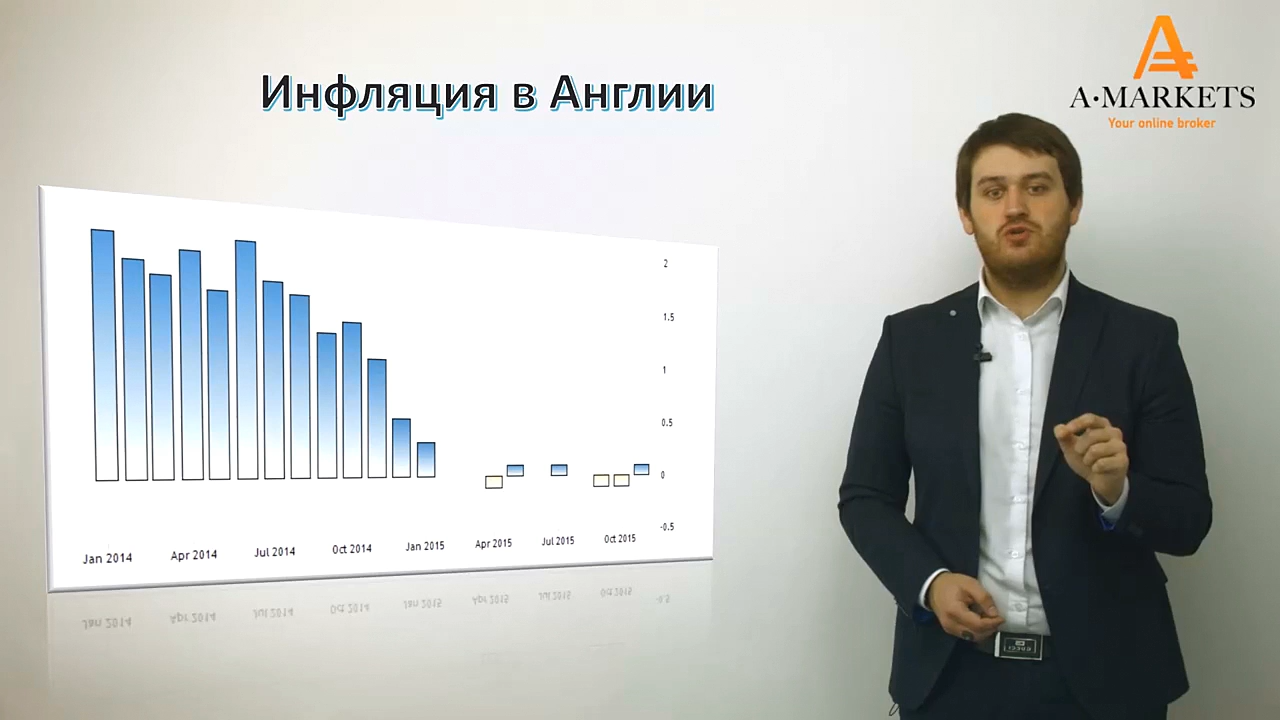 Инфляция в Англии
A·MARKETS
Your online broker
2
1.5
1
0.5
0
-0.5
Jan 2014 Apr 2014 Jul 2014 Oct 2014 Jan 2015 Apr 2015 Jul 2015 Oct 2015